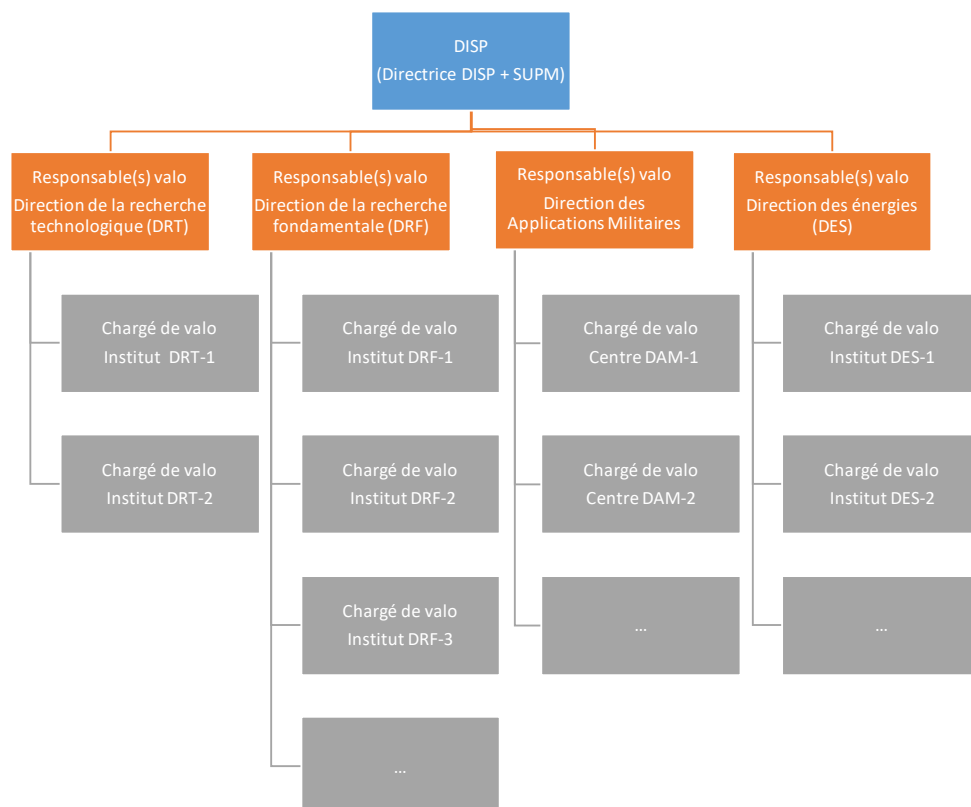 DISP
(Directrice DISP + SUPM)
Responsable(s) valo
Direction de la recherche
technologique (DRT)
Responsable(s) valo
Direction de la recherche
fondamentale (DRF)
Responsable(s) valo
Direction des
Applications Militaires
Responsable(s) valo
Direction des énergies
(DES)
Chargé de valo
Institut DRT-1
Chargé de valo
Institut DRF-1
Chargé de valo
Centre DAM-1
Chargé de valo
Institut DES-1
Chargé de valo
Institut DRT-2
Chargé de valo
Institut DRF-2
Chargé de valo
Centre DAM-2
Chargé de valo
Institut DES-2
Chargé de valo
Institut DRF-3
...
...
...